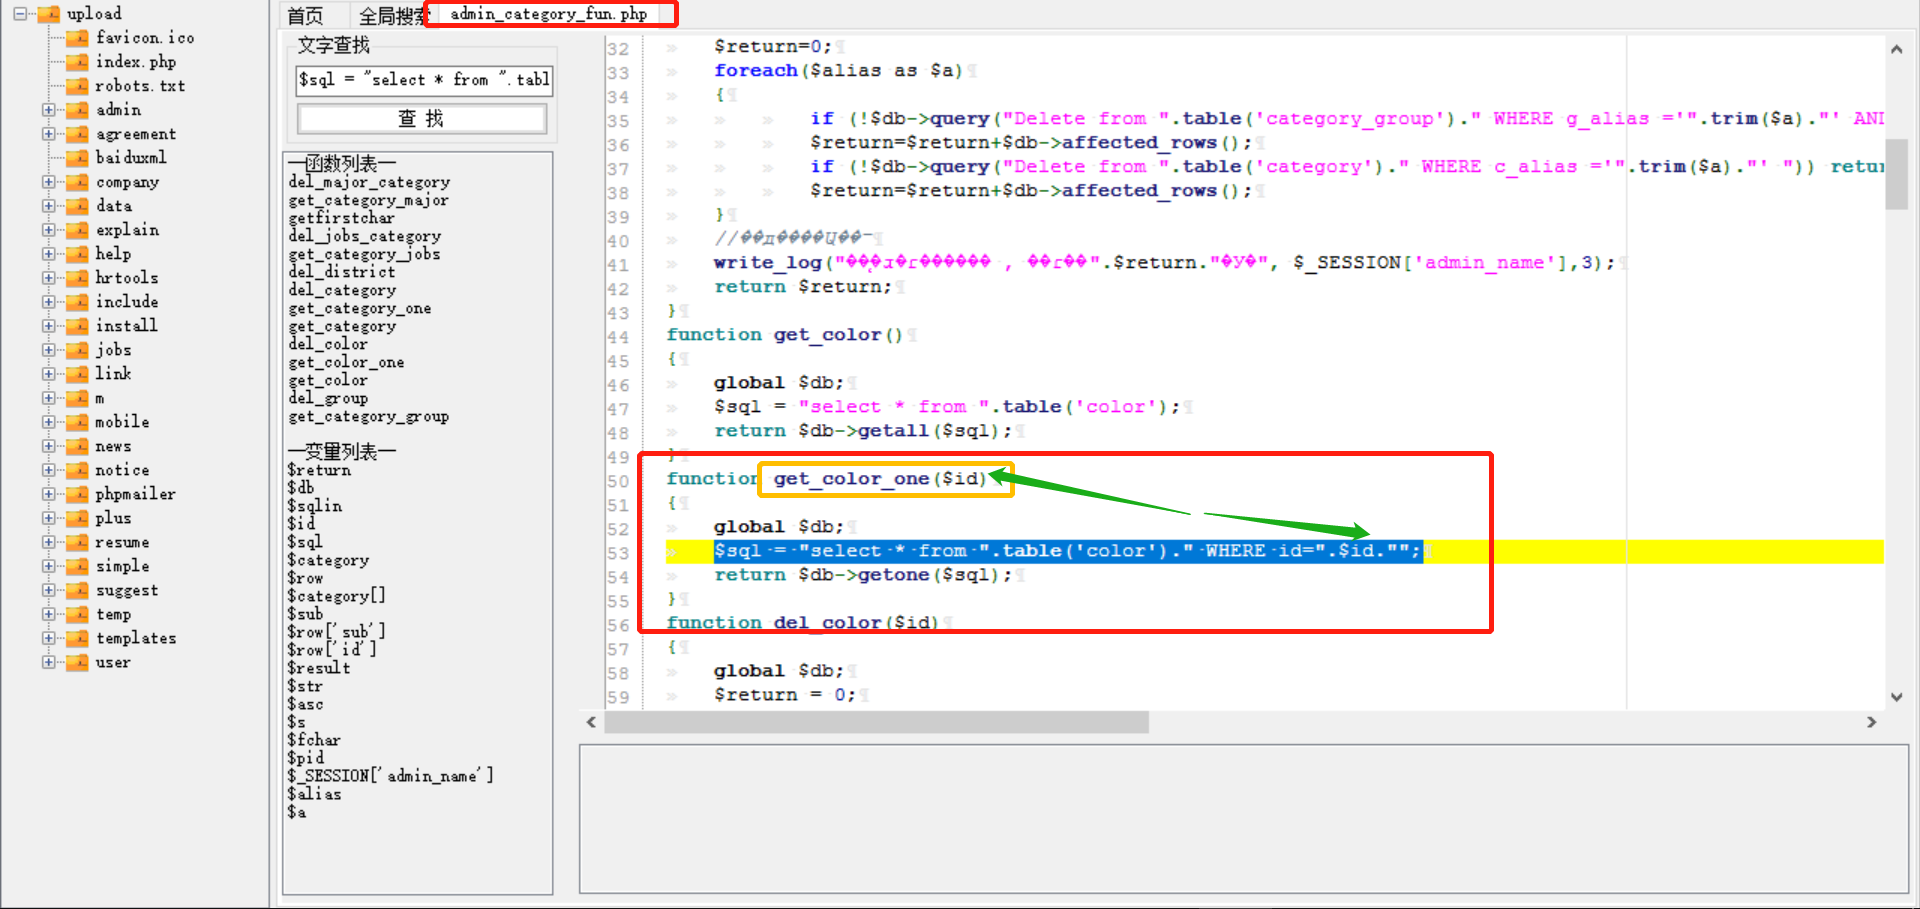 upload
favicon.ico
index.php
robots.txt
admin
agreement
baiduxml
company
data
explain
help
hrtools
include
install
jobs
link
m
mobile
news
notice
phpmailer
plus
resume
simple
suggest
temp
templates
user
首页
全局搜索
admin_category_fun.php
文字查找
$sql = "select * from ".tabl
查 找
函数列表
del_major_category
get_category_major
getfirstchar
del_jobs_category
get_category_jobs
del_district
del_category
get_category_one
get_category
del_color
get_color_one
get_color
del_group
get_category_group
变量列表
$return
$db
$sqlin
$id
$sql
$category
$row
$category[]
$sub
$row['sub']
$row['id']
$result
$str
$asc
$s
$fchar
$pid
$_SESSION['admin_name']
$alias
$a
32 $return=0;
33 foreach($alias as $a)
34 {
35 if (!$db->query("Delete from ".table('category_group')." WHERE g_alias ='".trim($a)."' AN
36 $return=$return+$db->affected_rows();
37 if (!$db->query("Delete from ".table('category')." WHERE c_alias ='".trim($a)."' ")) retur
38 $return=$return+$db->affected_rows();
39 }
40 //
41 write_log(" , ".$return." ", $_SESSION['admin_name'],3);
42 return $return;
43 }
44 function get_color()
45 {
46 global $db;
47 $sql = "select * from ".table('color');
48 return $db->getall($sql);
49 }
50 function get_color_one($id)
51 {
52 global $db;
53 $sql = "select * from ".table('color')." WHERE id=".$id."";
54 return $db->getone($sql);
55 }
56 function del_color($id)
57 {
58 global $db;
59 $return = 0;